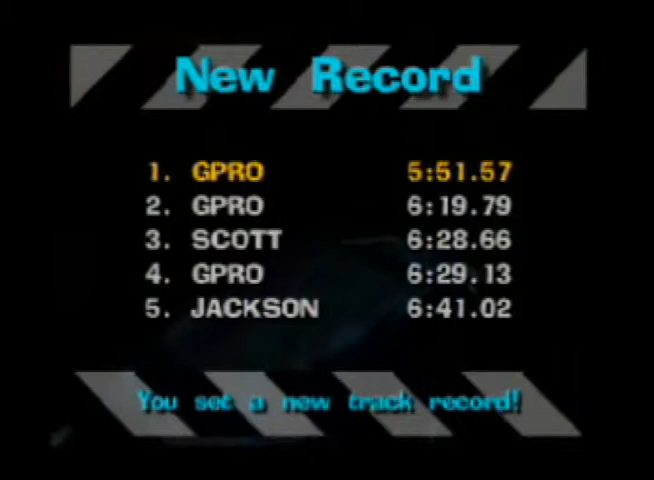 New Record
1. GPRO 5:51.57
2. GPRO 6:19.79
3. SCOTT 6:28.66
4. GPRO 6:29.13
5. JACKSON 6:41.02
You set a new track record!